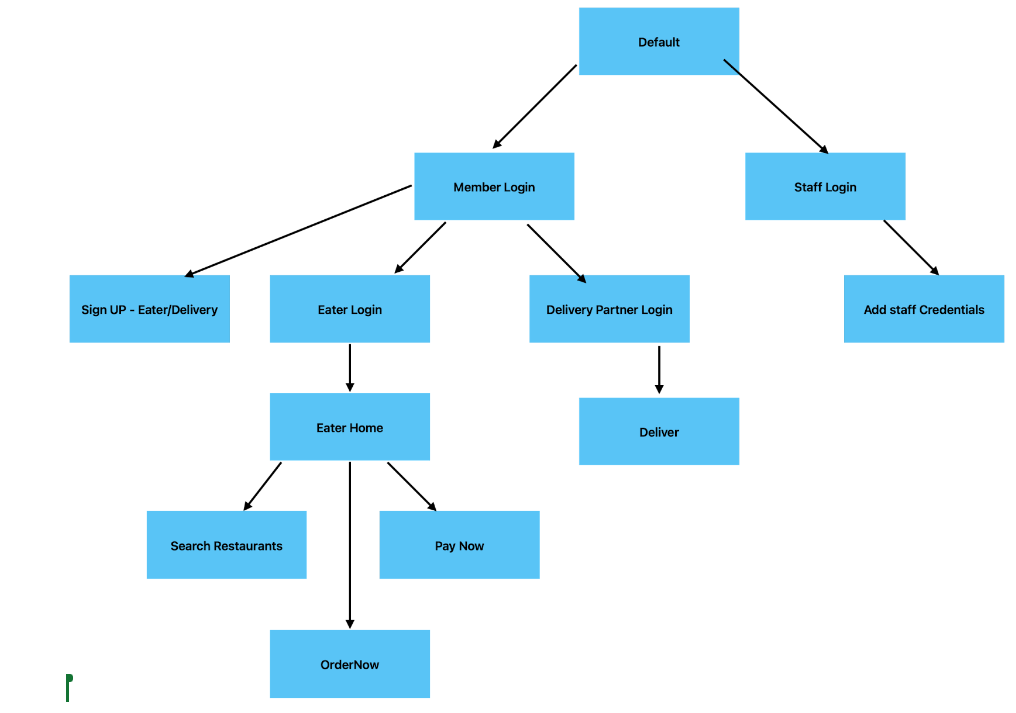 Default
Member Login
Staff Login
Sign UP - Eater/Delivery
Eater Login
Delivery Partner Login
Add staff Credentials
Eater Home
Deliver
Search Restaurants
Pay Now
OrderNow